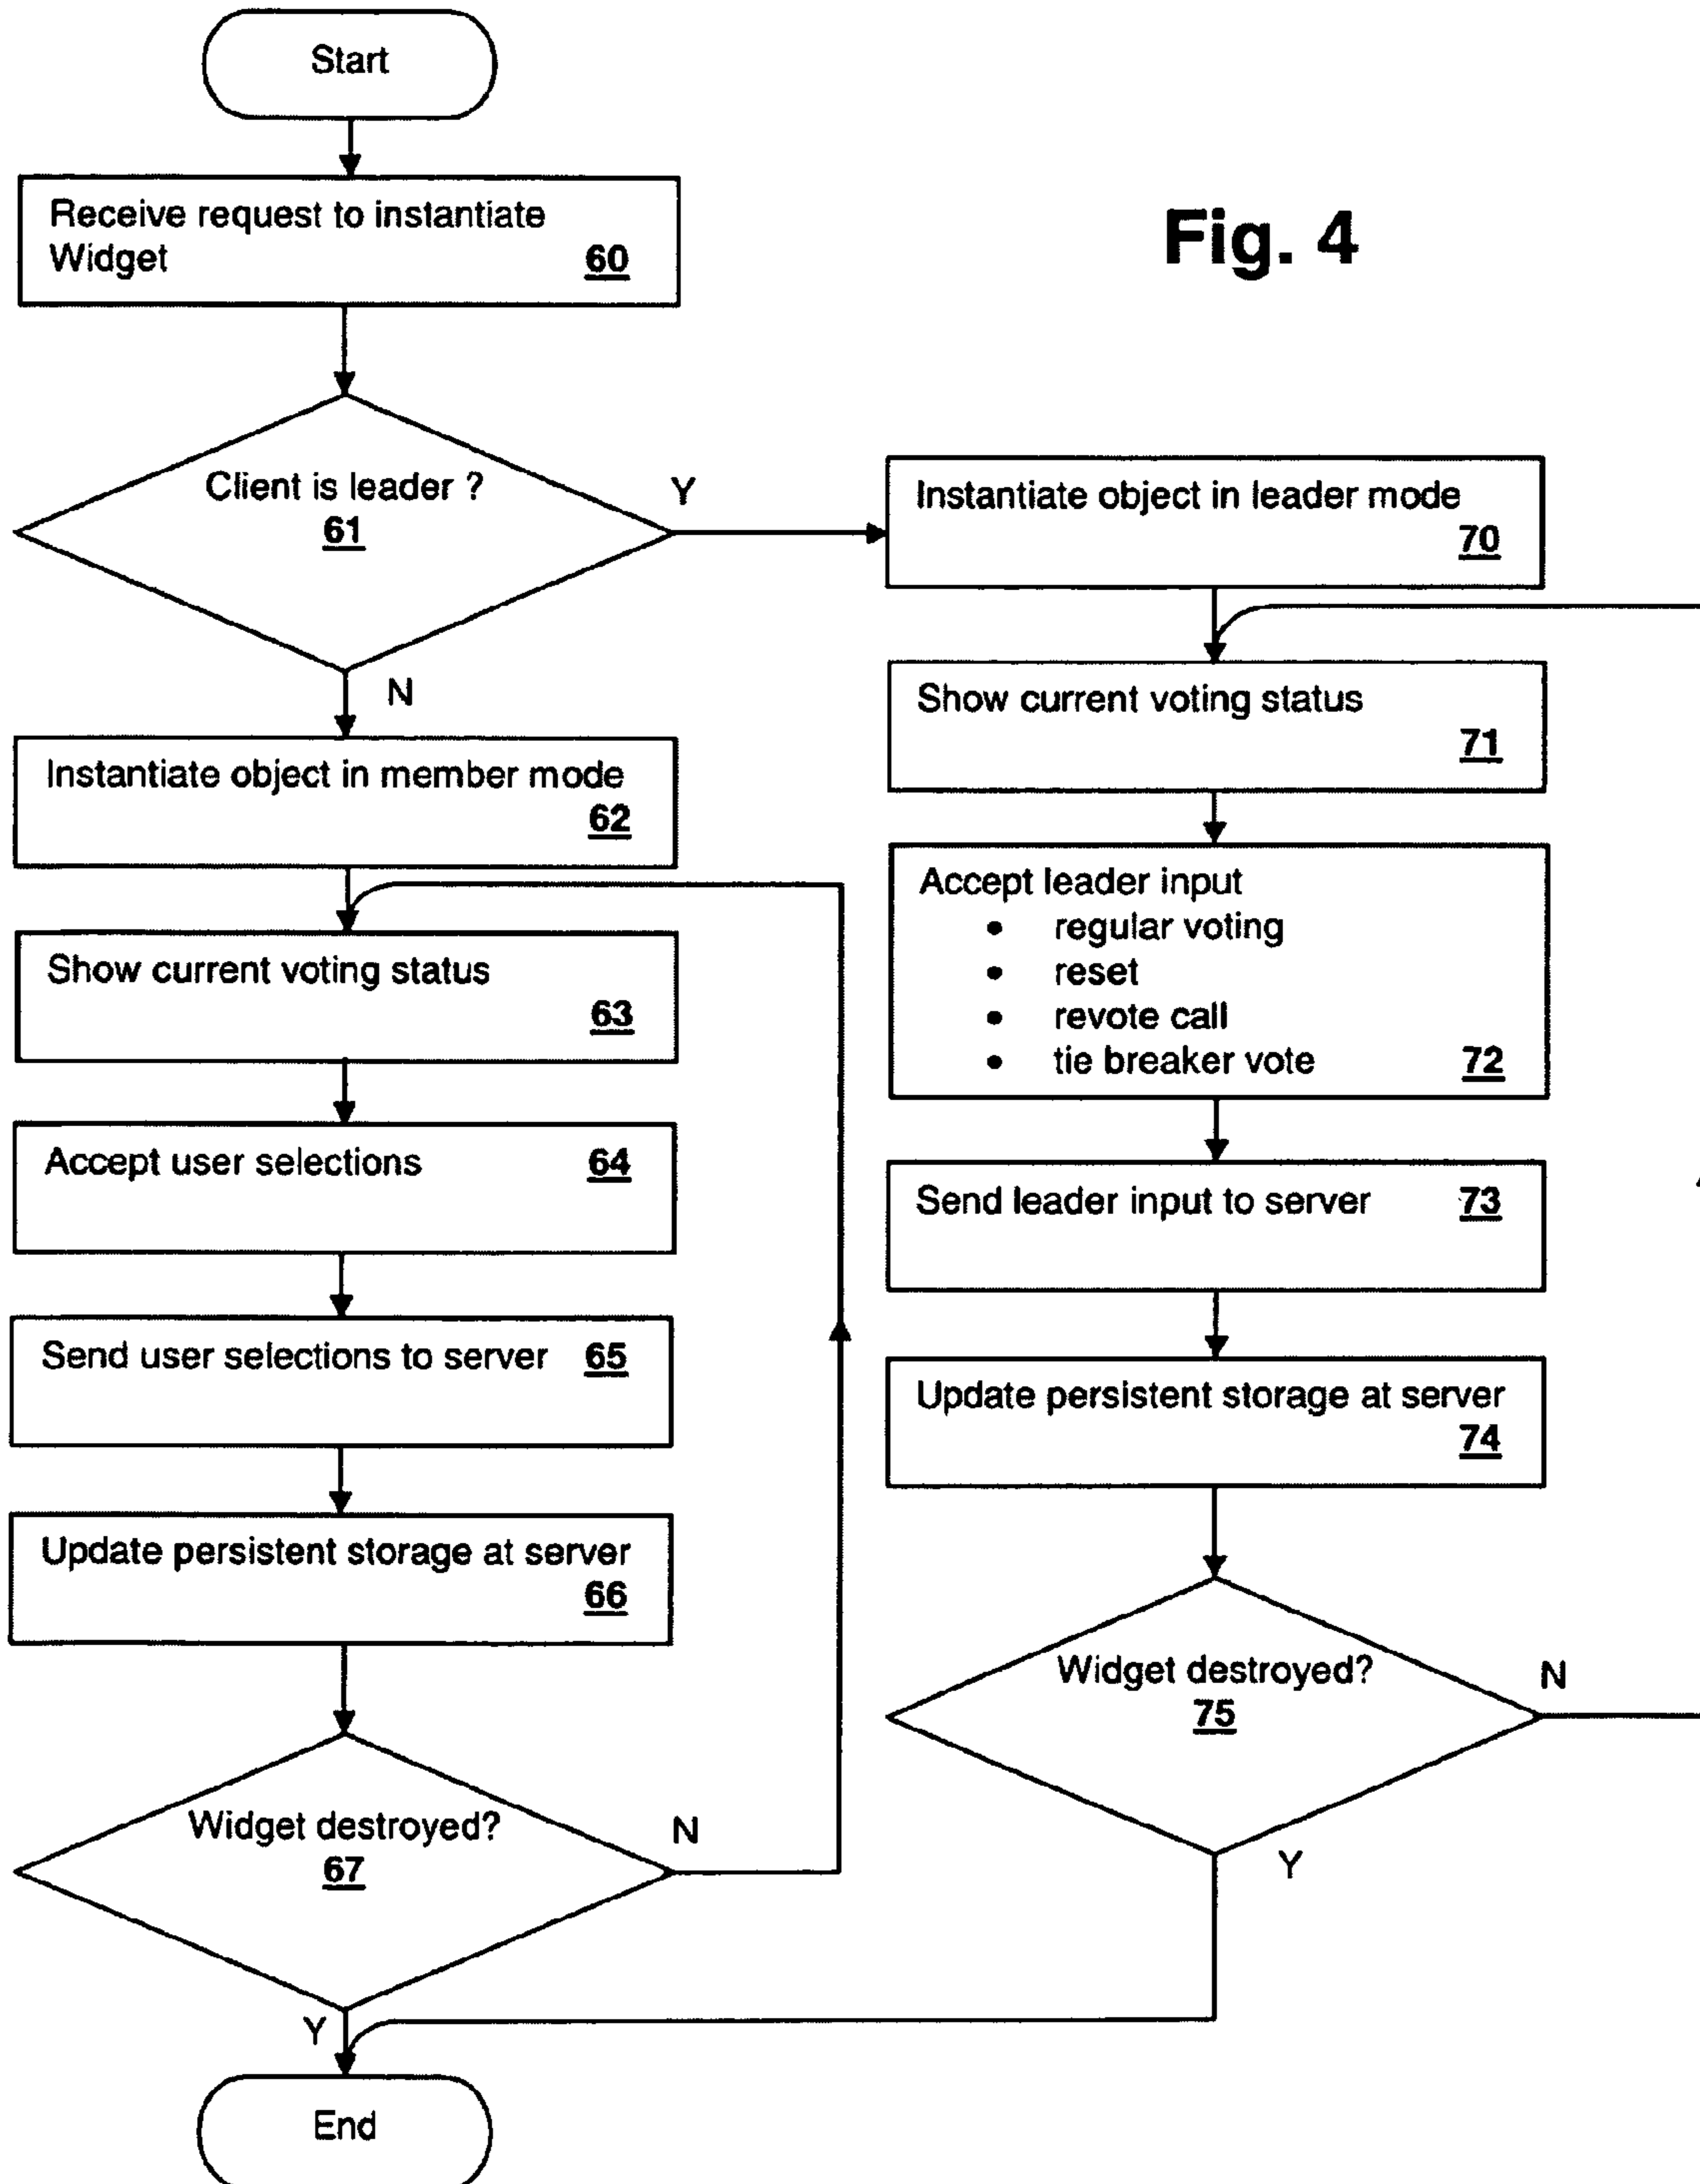 Start
Receive request to instantiate
Widget 60
Fig. 4
Client is leader ?
61
Y
N
Instantiate object in member mode
62
Show current voting status
63
Accept user selections 64
Send user selections to server 65
Update persistent storage at server
66
Widget destroyed?
67
N
Y
Instantiate object in leader mode
70
Show current voting status
71
Accept leader input
• regular voting
• reset
• revote call
• tie breaker vote 72
Send leader input to server 73
Update persistent storage at server
74
Widget destroyed?
75
N
Y
End